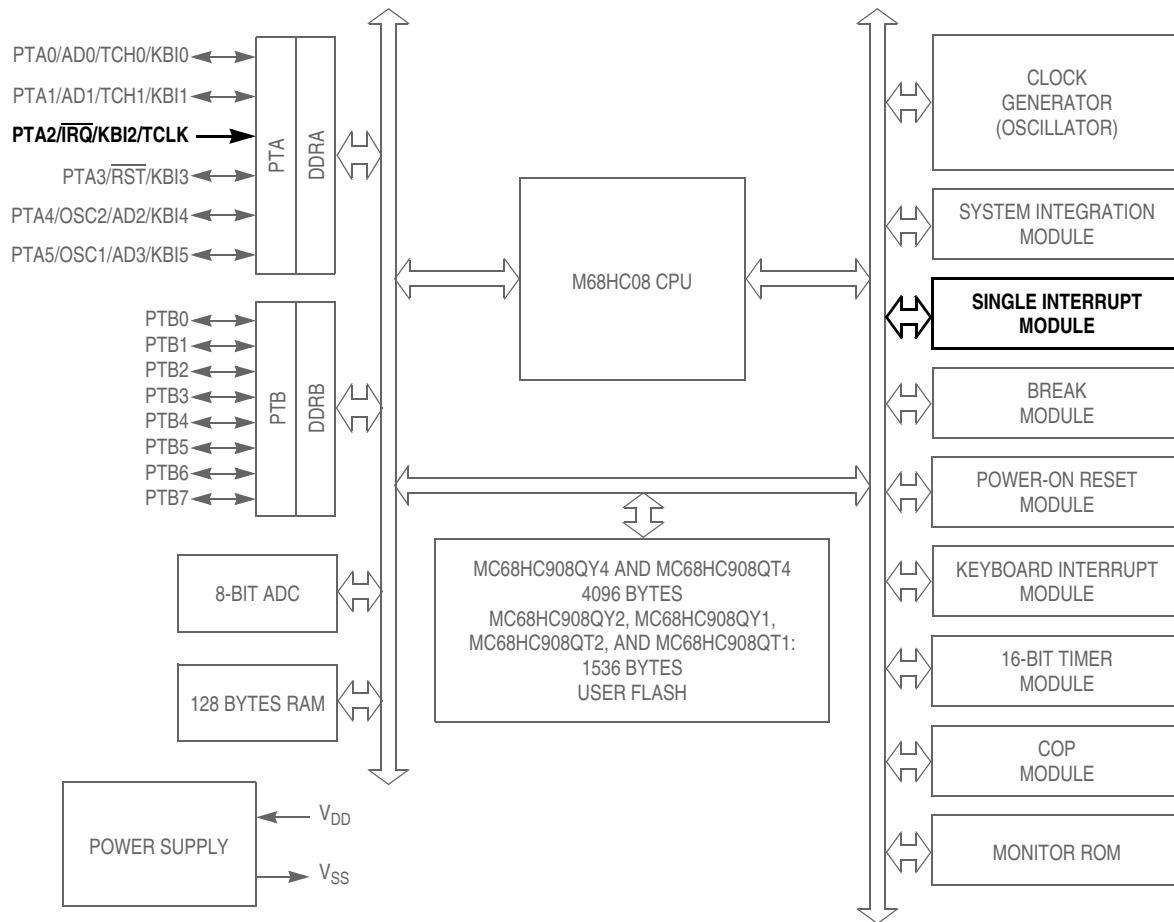 PTA0/AD0/TCH0/KBI0
PTA1/AD1/TCH1/KBI1
PTA2/I̅R̅Q̅/KBI2/TCLK
PTA3/R̅S̅T̅/KBI3
PTA4/OSC2/AD2/KBI4
PTA5/OSC1/AD3/KBI5
PTA
DDRA
PTB0
PTB1
PTB2
PTB3
PTB4
PTB5
PTB6
PTB7
PTB
DDRB
8-BIT ADC
128 BYTES RAM
POWER SUPPLY
VDD
VSS
M68HC08 CPU
MC68HC908QY4 AND MC68HC908QT4
4096 BYTES
MC68HC908QY2, MC68HC908QY1,
MC68HC908QT2, AND MC68HC908QT1:
1536 BYTES
USER FLASH
CLOCK
GENERATOR
(OSCILLATOR)
SYSTEM INTEGRATION
MODULE
SINGLE INTERRUPT
MODULE
BREAK
MODULE
POWER-ON RESET
MODULE
KEYBOARD INTERRUPT
MODULE
16-BIT TIMER
MODULE
COP
MODULE
MONITOR ROM